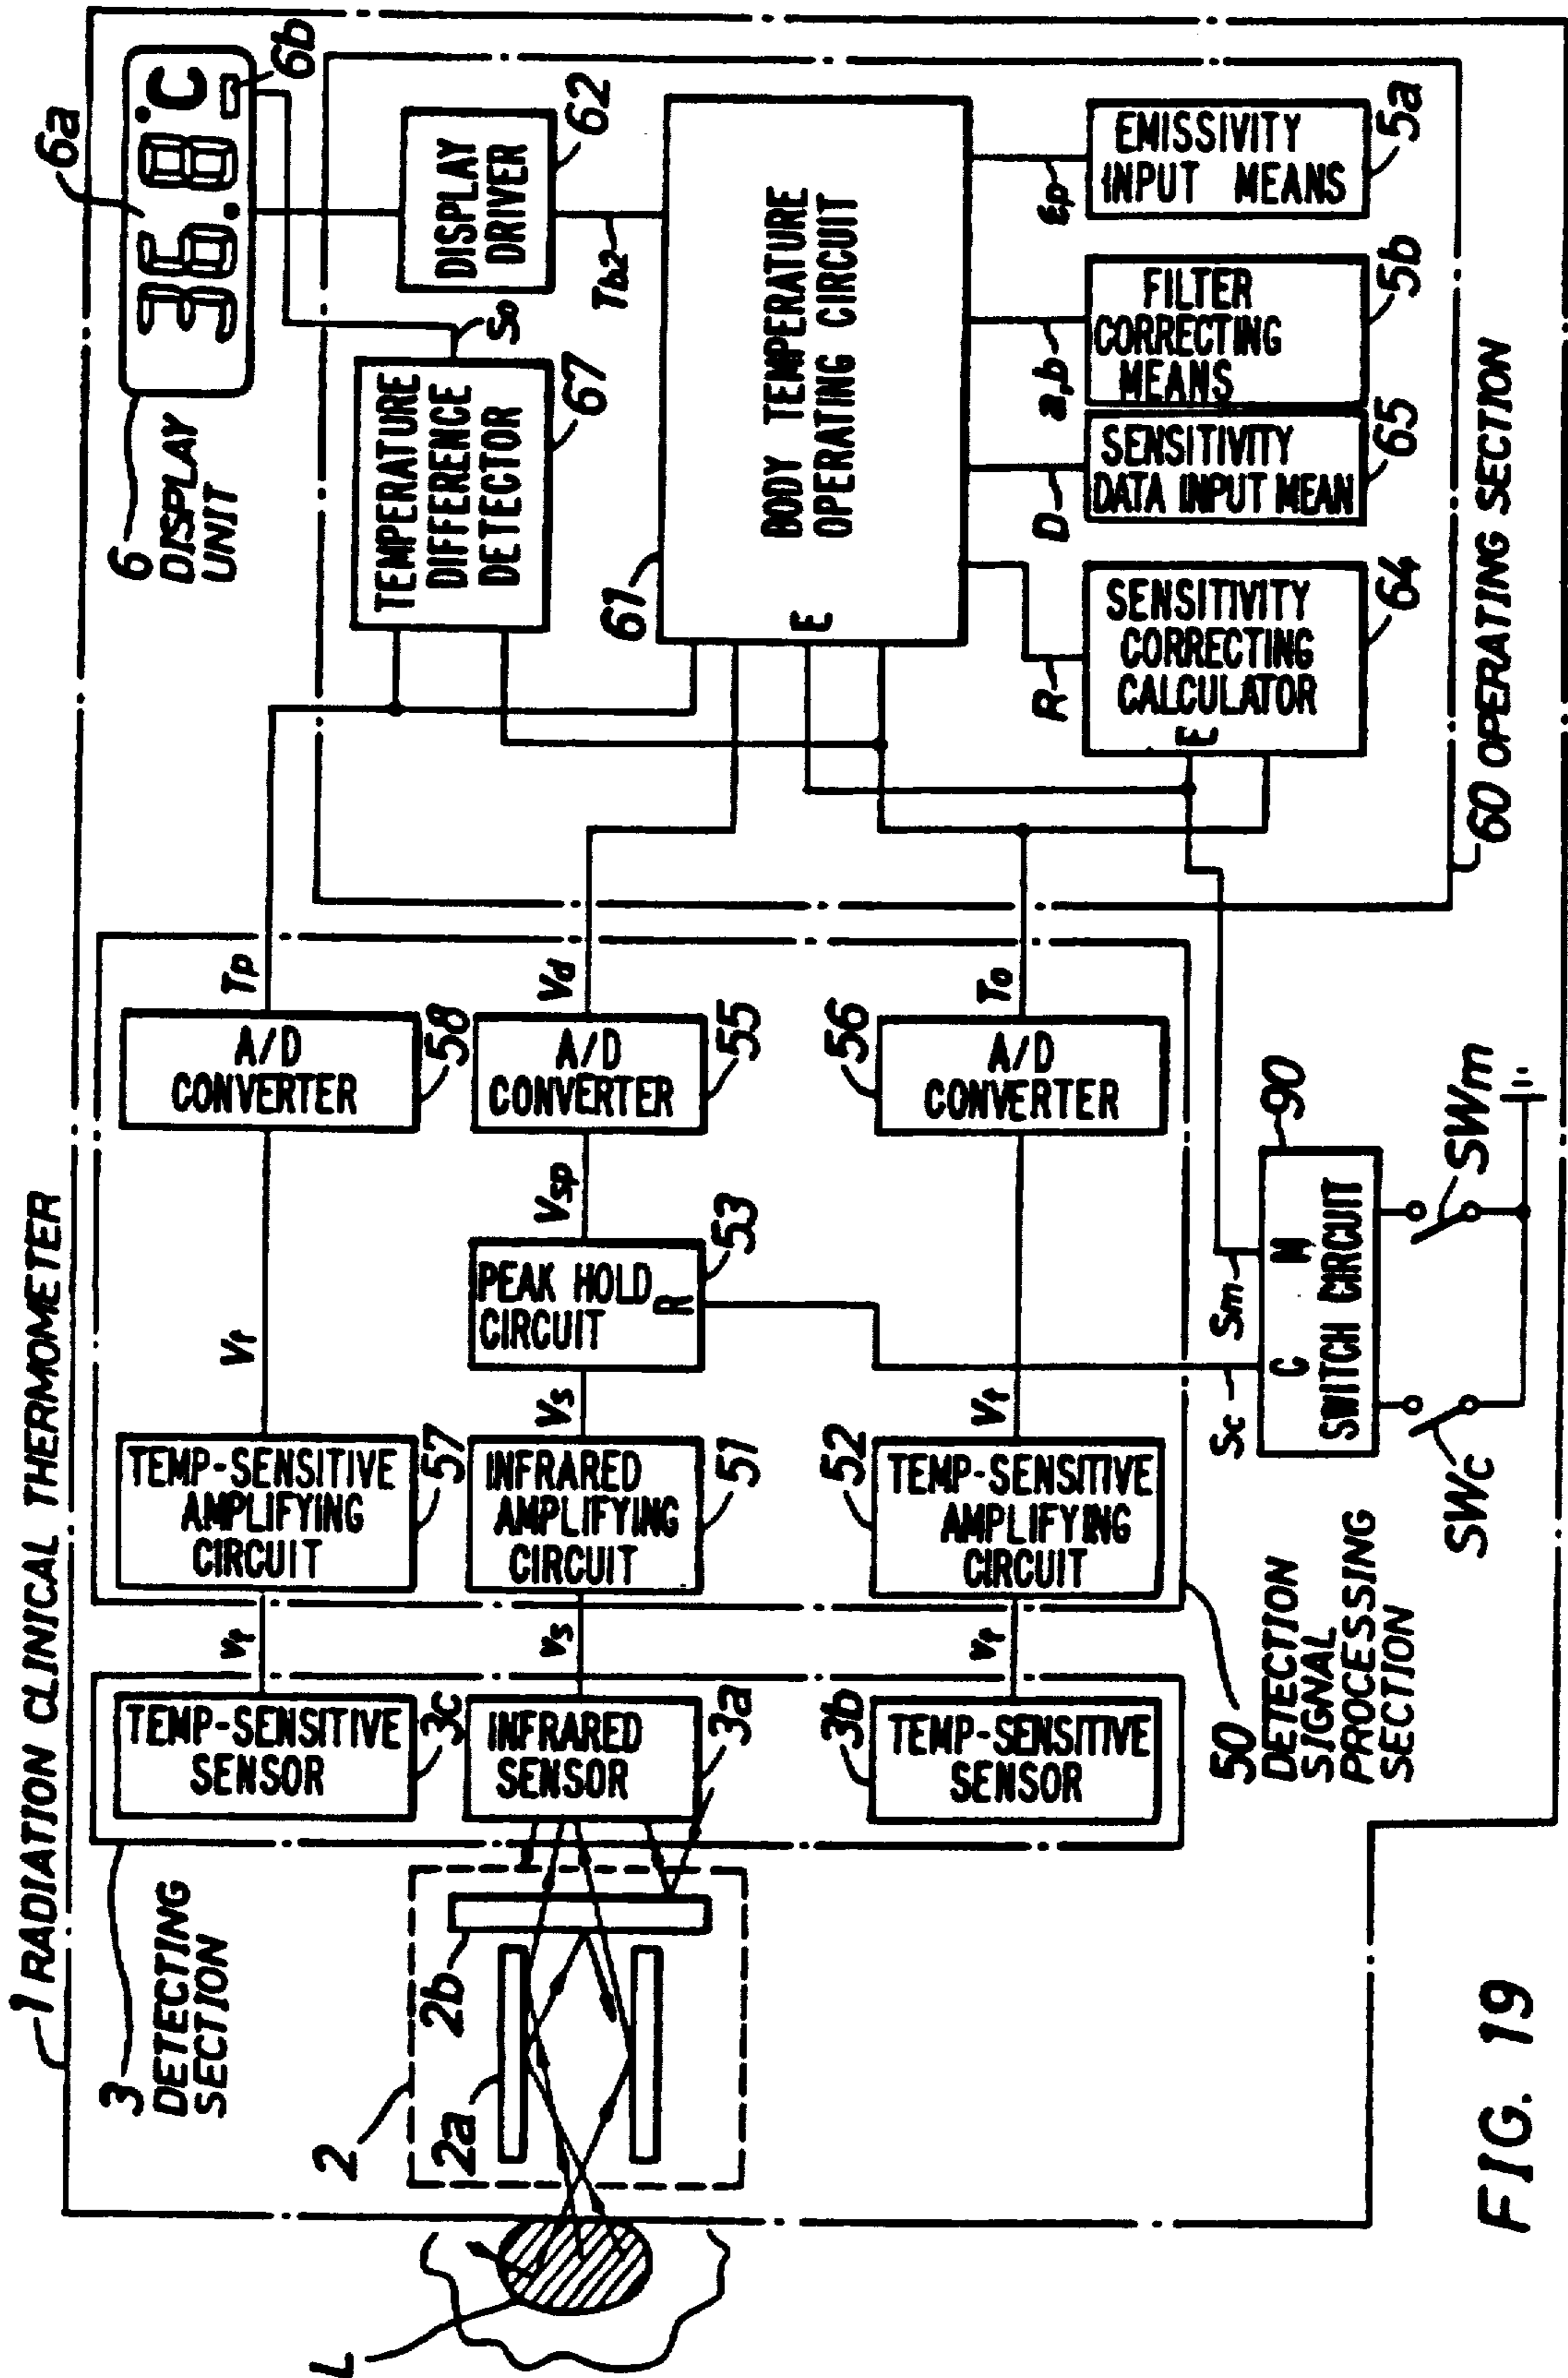 1 RADIATION CLINICAL THERMOMETER
3
DETECTING
SECTION
TEMP-SENSITIVE
SENSOR
3c
INFRARED
SENSOR
3a
TEMP-SENSITIVE
SENSOR
3b
2
2a
2b
L
vt
vs
vt
TEMP-SENSITIVE
AMPLIFYING
CIRCUIT
57
INFRARED
AMPLIFYING
CIRCUIT
51
TEMP-SENSITIVE
AMPLIFYING
CIRCUIT
52
Vt
Vs
Vt
PEAK HOLD
CIRCUIT
R
53
Vsp
A/D
CONVERTER
58
A/D
CONVERTER
55
A/D
CONVERTER
56
Tp
Vd
To
50
DETECTION
SIGNAL
PROCESSING
SECTION
Sc
Sm
C M
SWITCH CIRCUIT
90
SWc
SWm
6
DISPLAY
UNIT
36.8°C
6a
6b
TEMPERATURE
DIFFERENCE
DETECTOR
67
So
DISPLAY
DRIVER
62
Tb2
61
BODY TEMPERATURE
OPERATING CIRCUIT
E
R
D
a,b
εp
SENSITIVITY
CORRECTING
CALCULATOR
E
64
SENSITIVITY
DATA INPUT MEAN
65
FILTER
CORRECTING
MEANS
5b
EMISSIVITY
INPUT MEANS
5a
60 OPERATING SECTION
FIG. 19